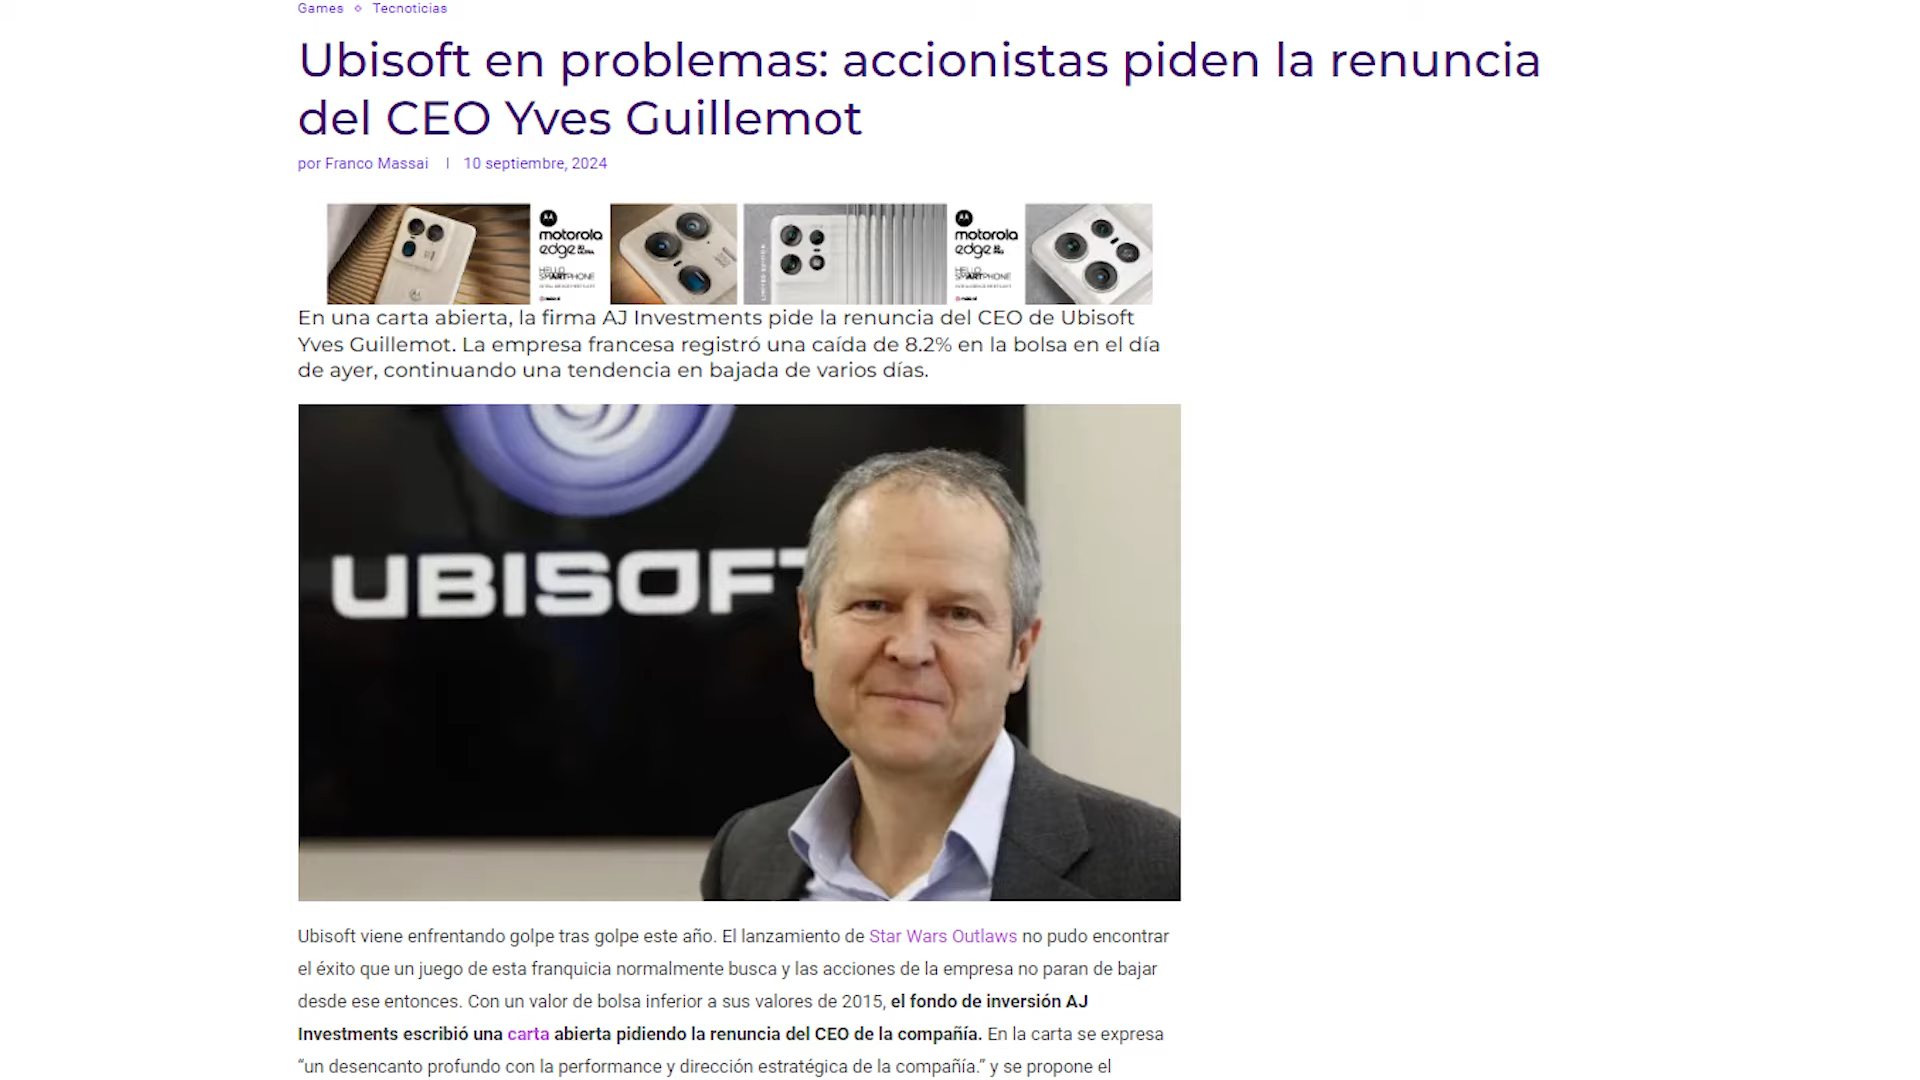 Games ⋄ Tecnoticias
Ubisoft en problemas: accionistas piden la renuncia
del CEO Yves Guillemot
por Franco Massai | 10 septiembre, 2024
motorola
edge
HELLO
SMARTPHONE
LIMITED EDITION
motorola
edge
HELLO
SMARTPHONE
En una carta abierta, la firma AJ Investments pide la renuncia del CEO de Ubisoft
Yves Guillemot. La empresa francesa registró una caída de 8.2% en la bolsa en el día
de ayer, continuando una tendencia en bajada de varios días.
UBISOFT
Ubisoft viene enfrentando golpe tras golpe este año. El lanzamiento de Star Wars Outlaws no pudo encontrar
el éxito que un juego de esta franquicia normalmente busca y las acciones de la empresa no paran de bajar
desde ese entonces. Con un valor de bolsa inferior a sus valores de 2015, el fondo de inversión AJ
Investments escribió una carta abierta pidiendo la renuncia del CEO de la compañía. En la carta se expresa
“un desencanto profundo con la performance y dirección estratégica de la compañía.” y se propone el